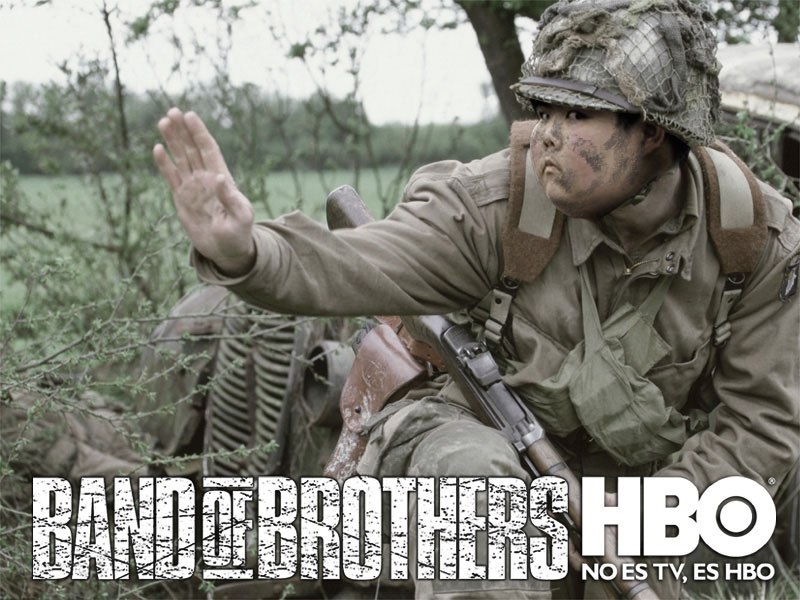 BAND OF BROTHERS HBO®
NO ES TV, ES HBO